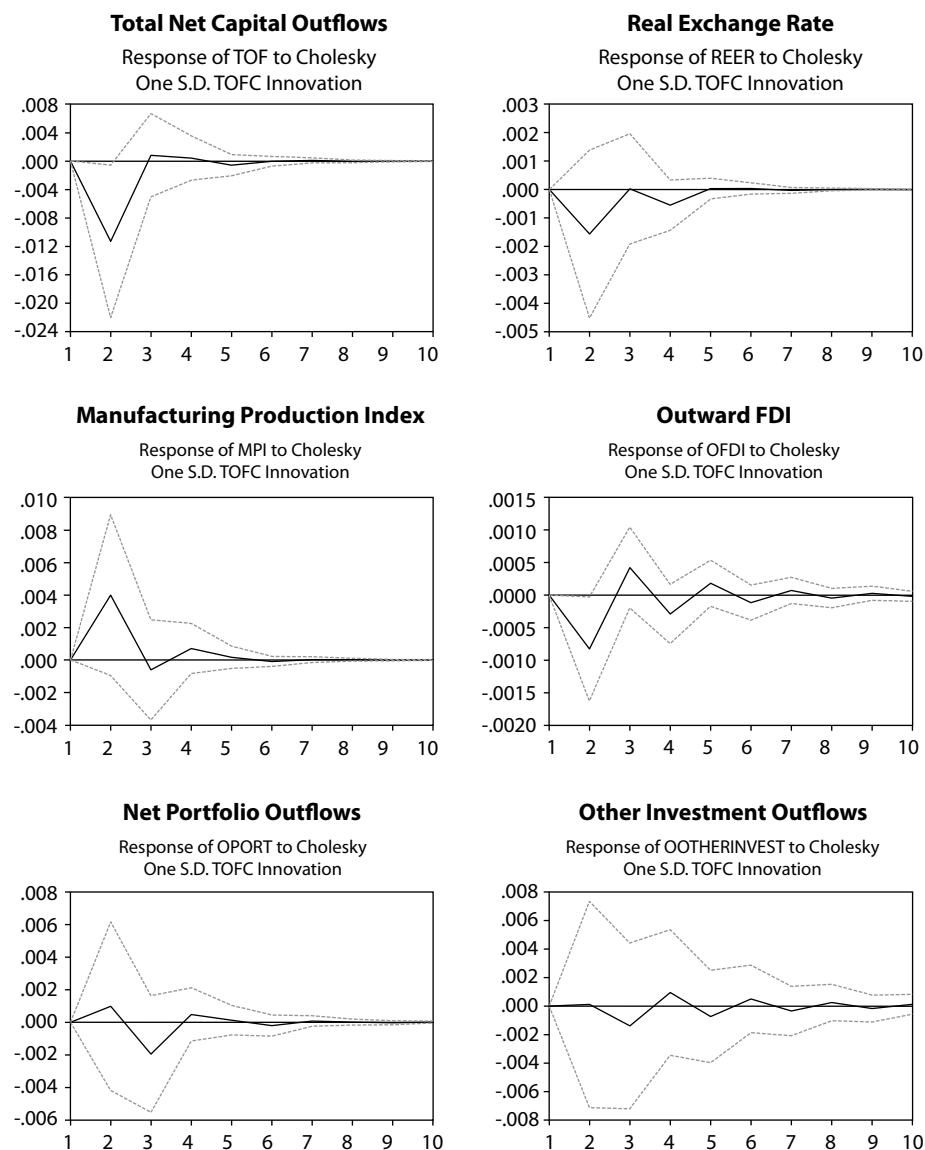 Total Net Capital Outflows
Response of TOF to Cholesky
One S.D. TOFC Innovation
.008
.004
.000
-.004
-.008
-.012
-.016
-.020
-.024
1 2 3 4 5 6 7 8 9 10
Real Exchange Rate
Response of REER to Cholesky
One S.D. TOFC Innovation
.003
.002
.001
.000
-.001
-.002
-.003
-.004
-.005
1 2 3 4 5 6 7 8 9 10
Manufacturing Production Index
Response of MPI to Cholesky
One S.D. TOFC Innovation
.010
.008
.006
.004
.002
.000
-.002
-.004
1 2 3 4 5 6 7 8 9 10
Outward FDI
Response of OFDI to Cholesky
One S.D. TOFC Innovation
.0015
.0010
.0005
.0000
-.0005
-.0010
-.0015
-.0020
1 2 3 4 5 6 7 8 9 10
Net Portfolio Outflows
Response of OPORT to Cholesky
One S.D. TOFC Innovation
.008
.006
.004
.002
.000
-.002
-.004
-.006
1 2 3 4 5 6 7 8 9 10
Other Investment Outflows
Response of OOTHERINVEST to Cholesky
One S.D. TOFC Innovation
.008
.006
.004
.002
.000
-.002
-.004
-.006
-.008
1 2 3 4 5 6 7 8 9 10